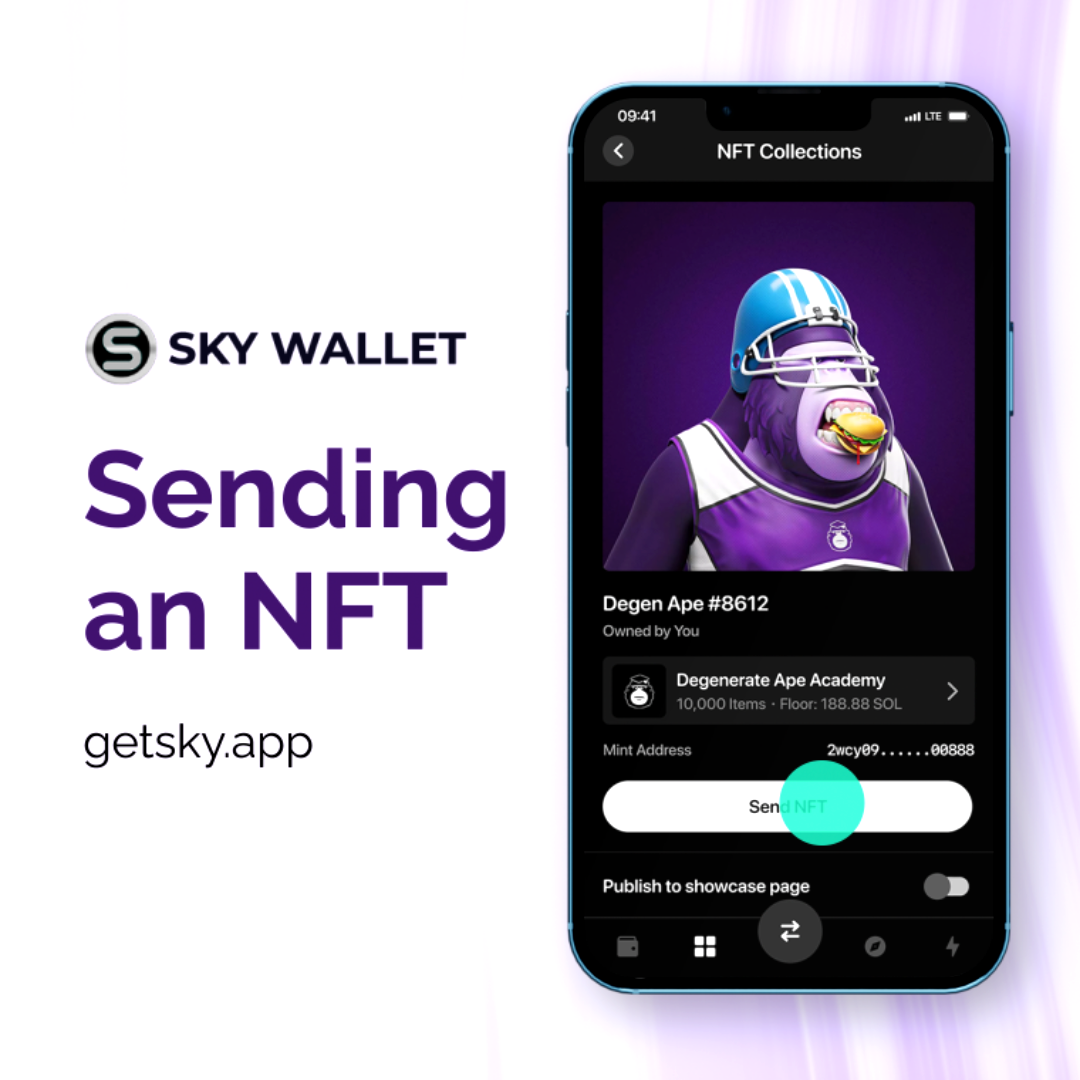 SKY WALLET
Sending
an NFT
getsky.app
09:41
LTE
NFT Collections
Degen Ape #8612
Owned by You
Degenerate Ape Academy
10,000 Items · Floor: 188.88 SOL
Mint Address 2wcy09......00888
Send NFT
Publish to showcase page